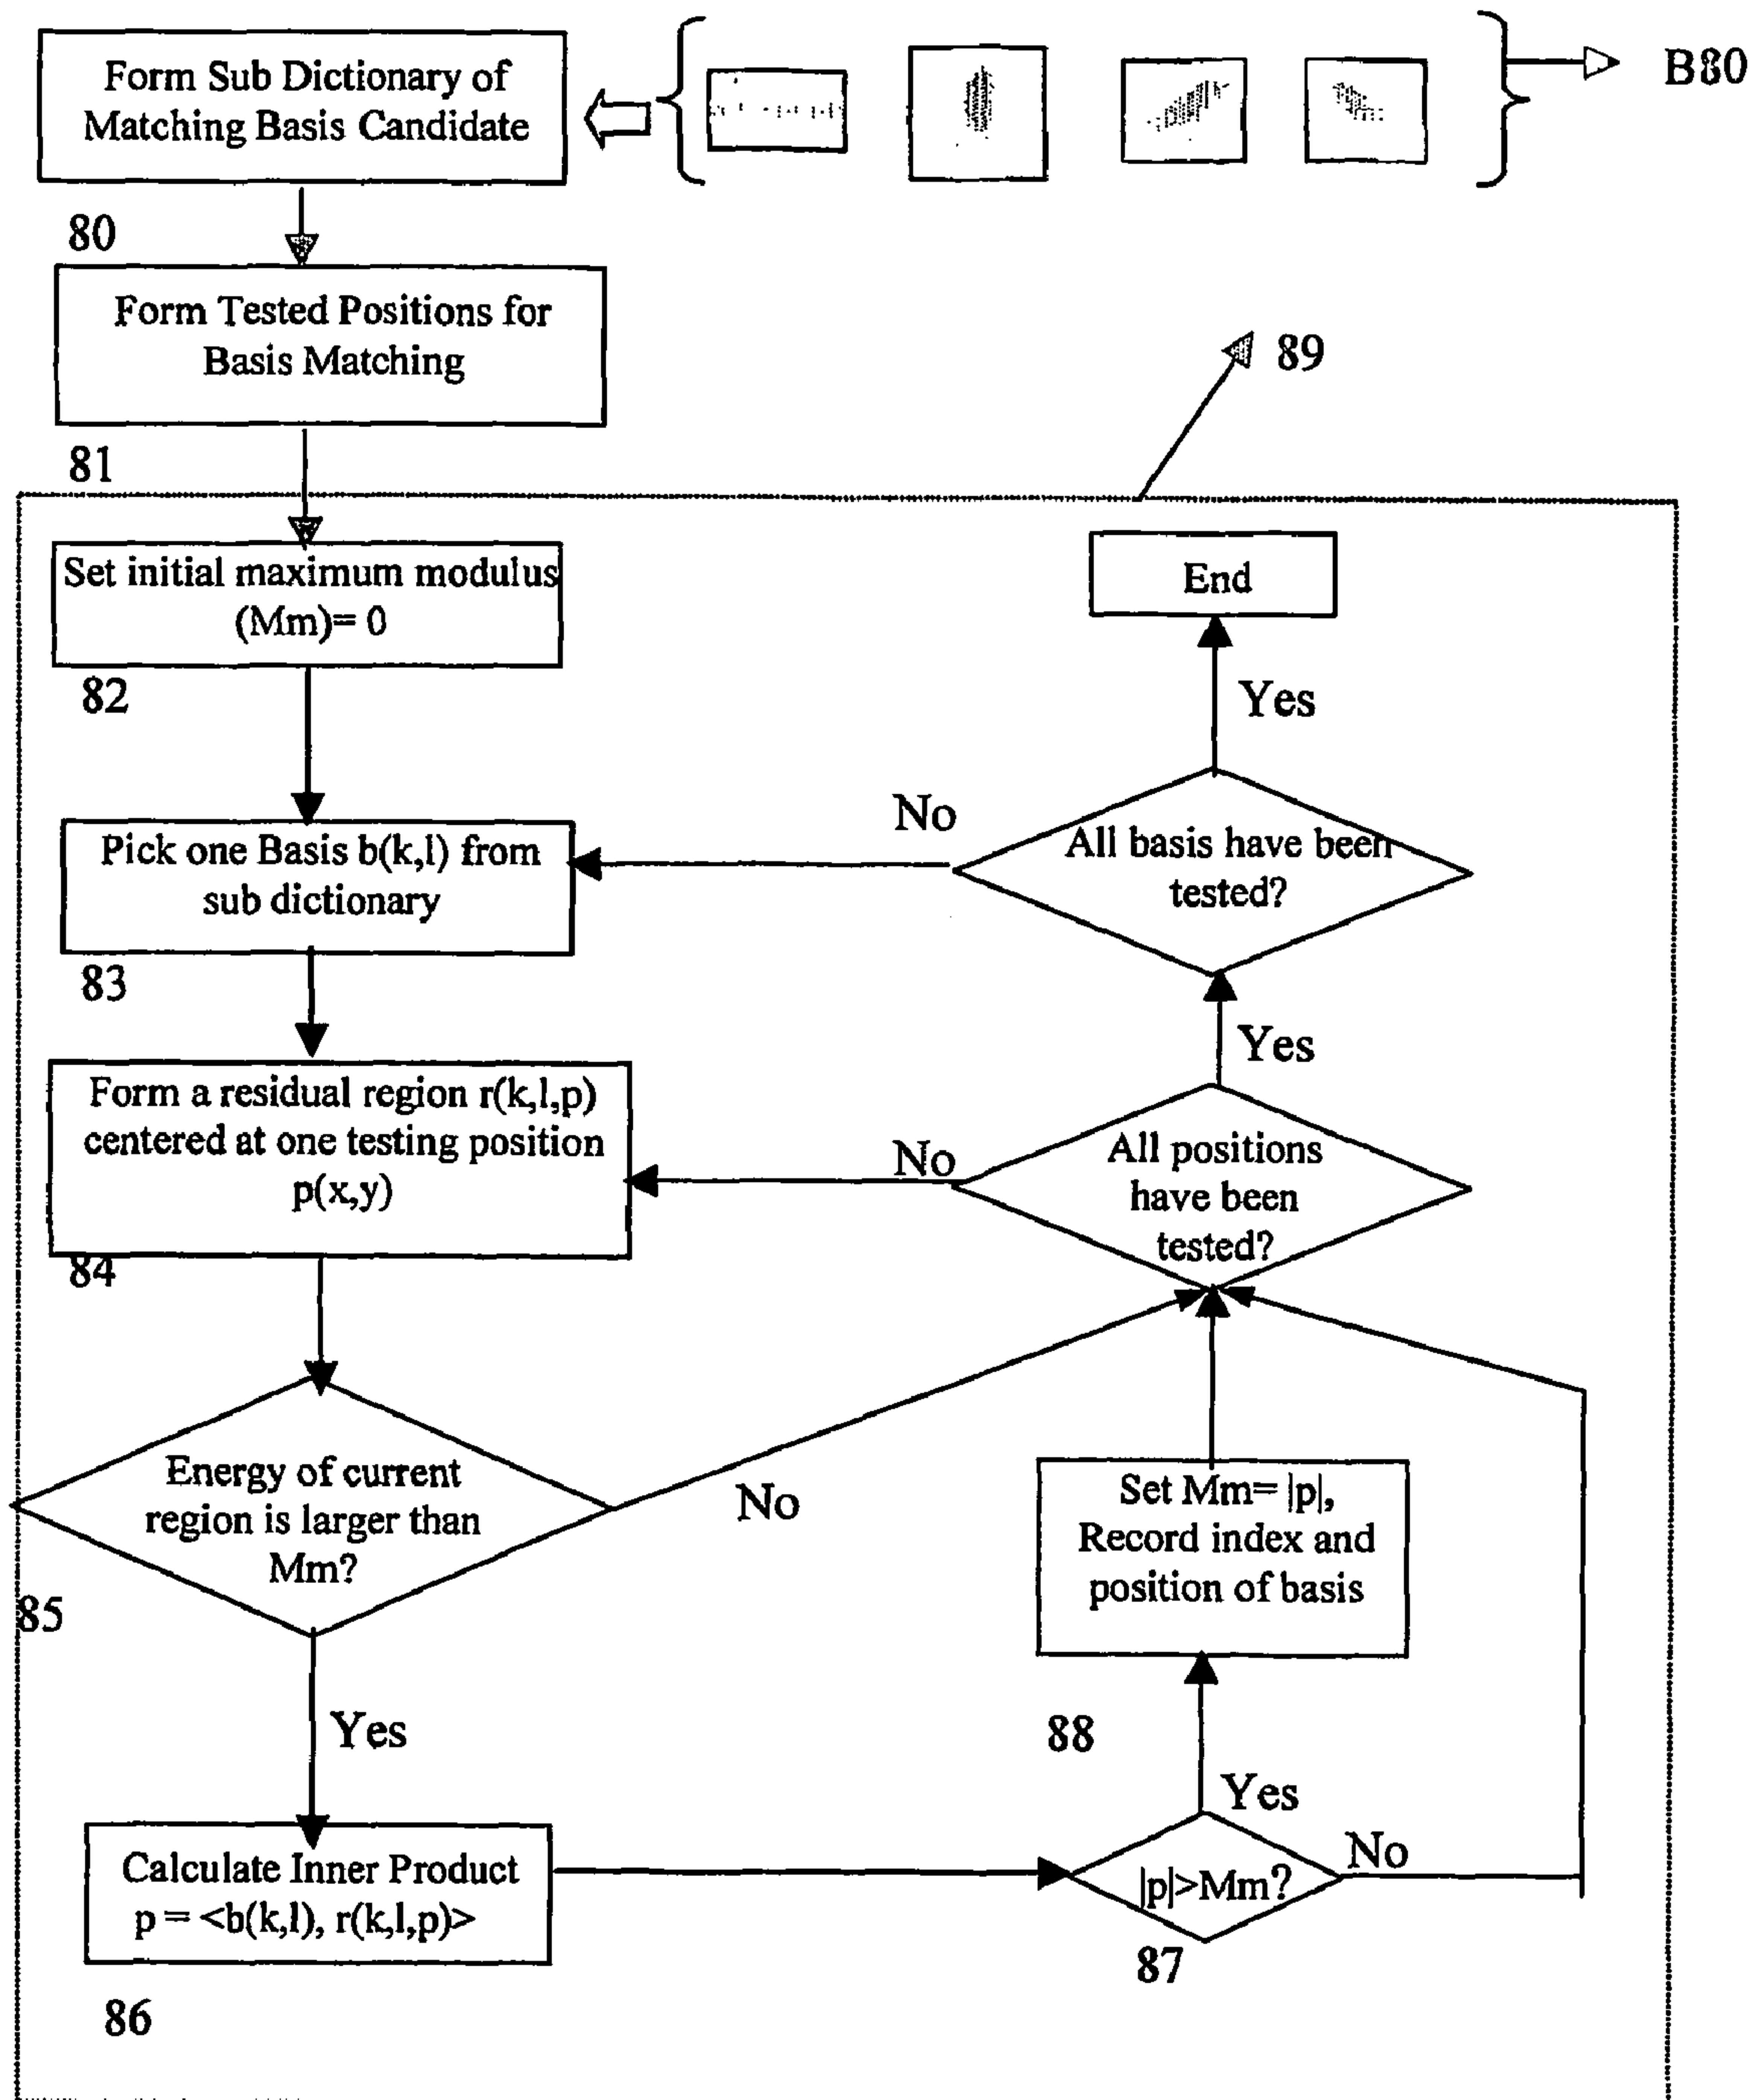 Form Sub Dictionary of
Matching Basis Candidate
B80
80
Form Tested Positions for
Basis Matching
89
81
Set initial maximum modulus
(Mm)= 0
End
82
Yes
No
Pick one Basis b(k,l) from
sub dictionary
All basis have been
tested?
83
Yes
Form a residual region r(k,l,p)
centered at one testing position
p(x,y)
No
All positions
have been
tested?
84
Energy of current
region is larger than
Mm?
No
Set Mm= |p|,
Record index and
position of basis
85
Yes
88
Yes
Calculate Inner Product
p = <b(k,l), r(k,l,p)>
|p|>Mm?
No
87
86